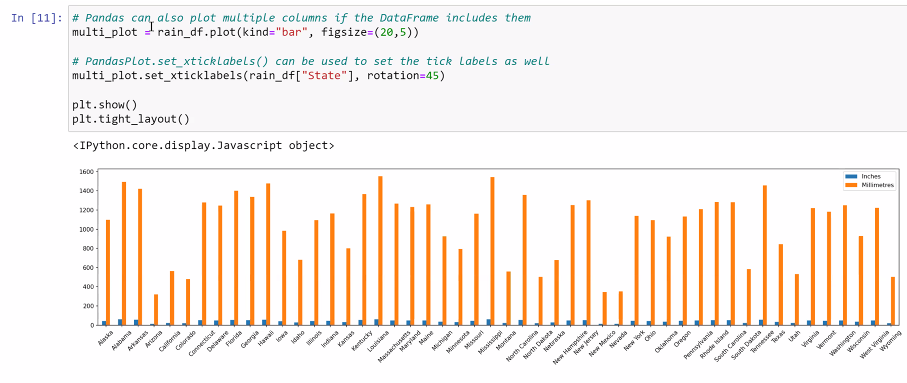 In [11]:
# Pandas can also plot multiple columns if the DataFrame includes them
multi_plot = rain_df.plot(kind="bar", figsize=(20,5))
# PandasPlot.set_xticklabels() can be used to set the tick labels as well
multiPlot.set_xticklabels(rain_df["State"], rotation=45)
plt.show()
plt.tight_layout()
<IPython.core.display.Javascript object>
Inches
Millimetres
1600
1400
1200
1000
800
600
400
200
0
Alaska
Alabama
Arkansas
Arizona
California
Colorado
Connecticut
Delaware
Florida
Georgia
Hawaii
Iowa
Idaho
Illinois
Indiana
Kansas
Kentucky
Louisiana
Massachusetts
Maryland
Maine
Michigan
Minnesota
Missouri
Mississippi
Montana
North Carolina
North Dakota
Nebraska
New Hampshire
New Jersey
New Mexico
Nevada
New York
Ohio
Oklahoma
Oregon
Pennsylvania
Rhode Island
South Carolina
South Dakota
Tennessee
Texas
Utah
Virginia
Vermont
Washington
Wisconsin
West Virginia
Wyoming